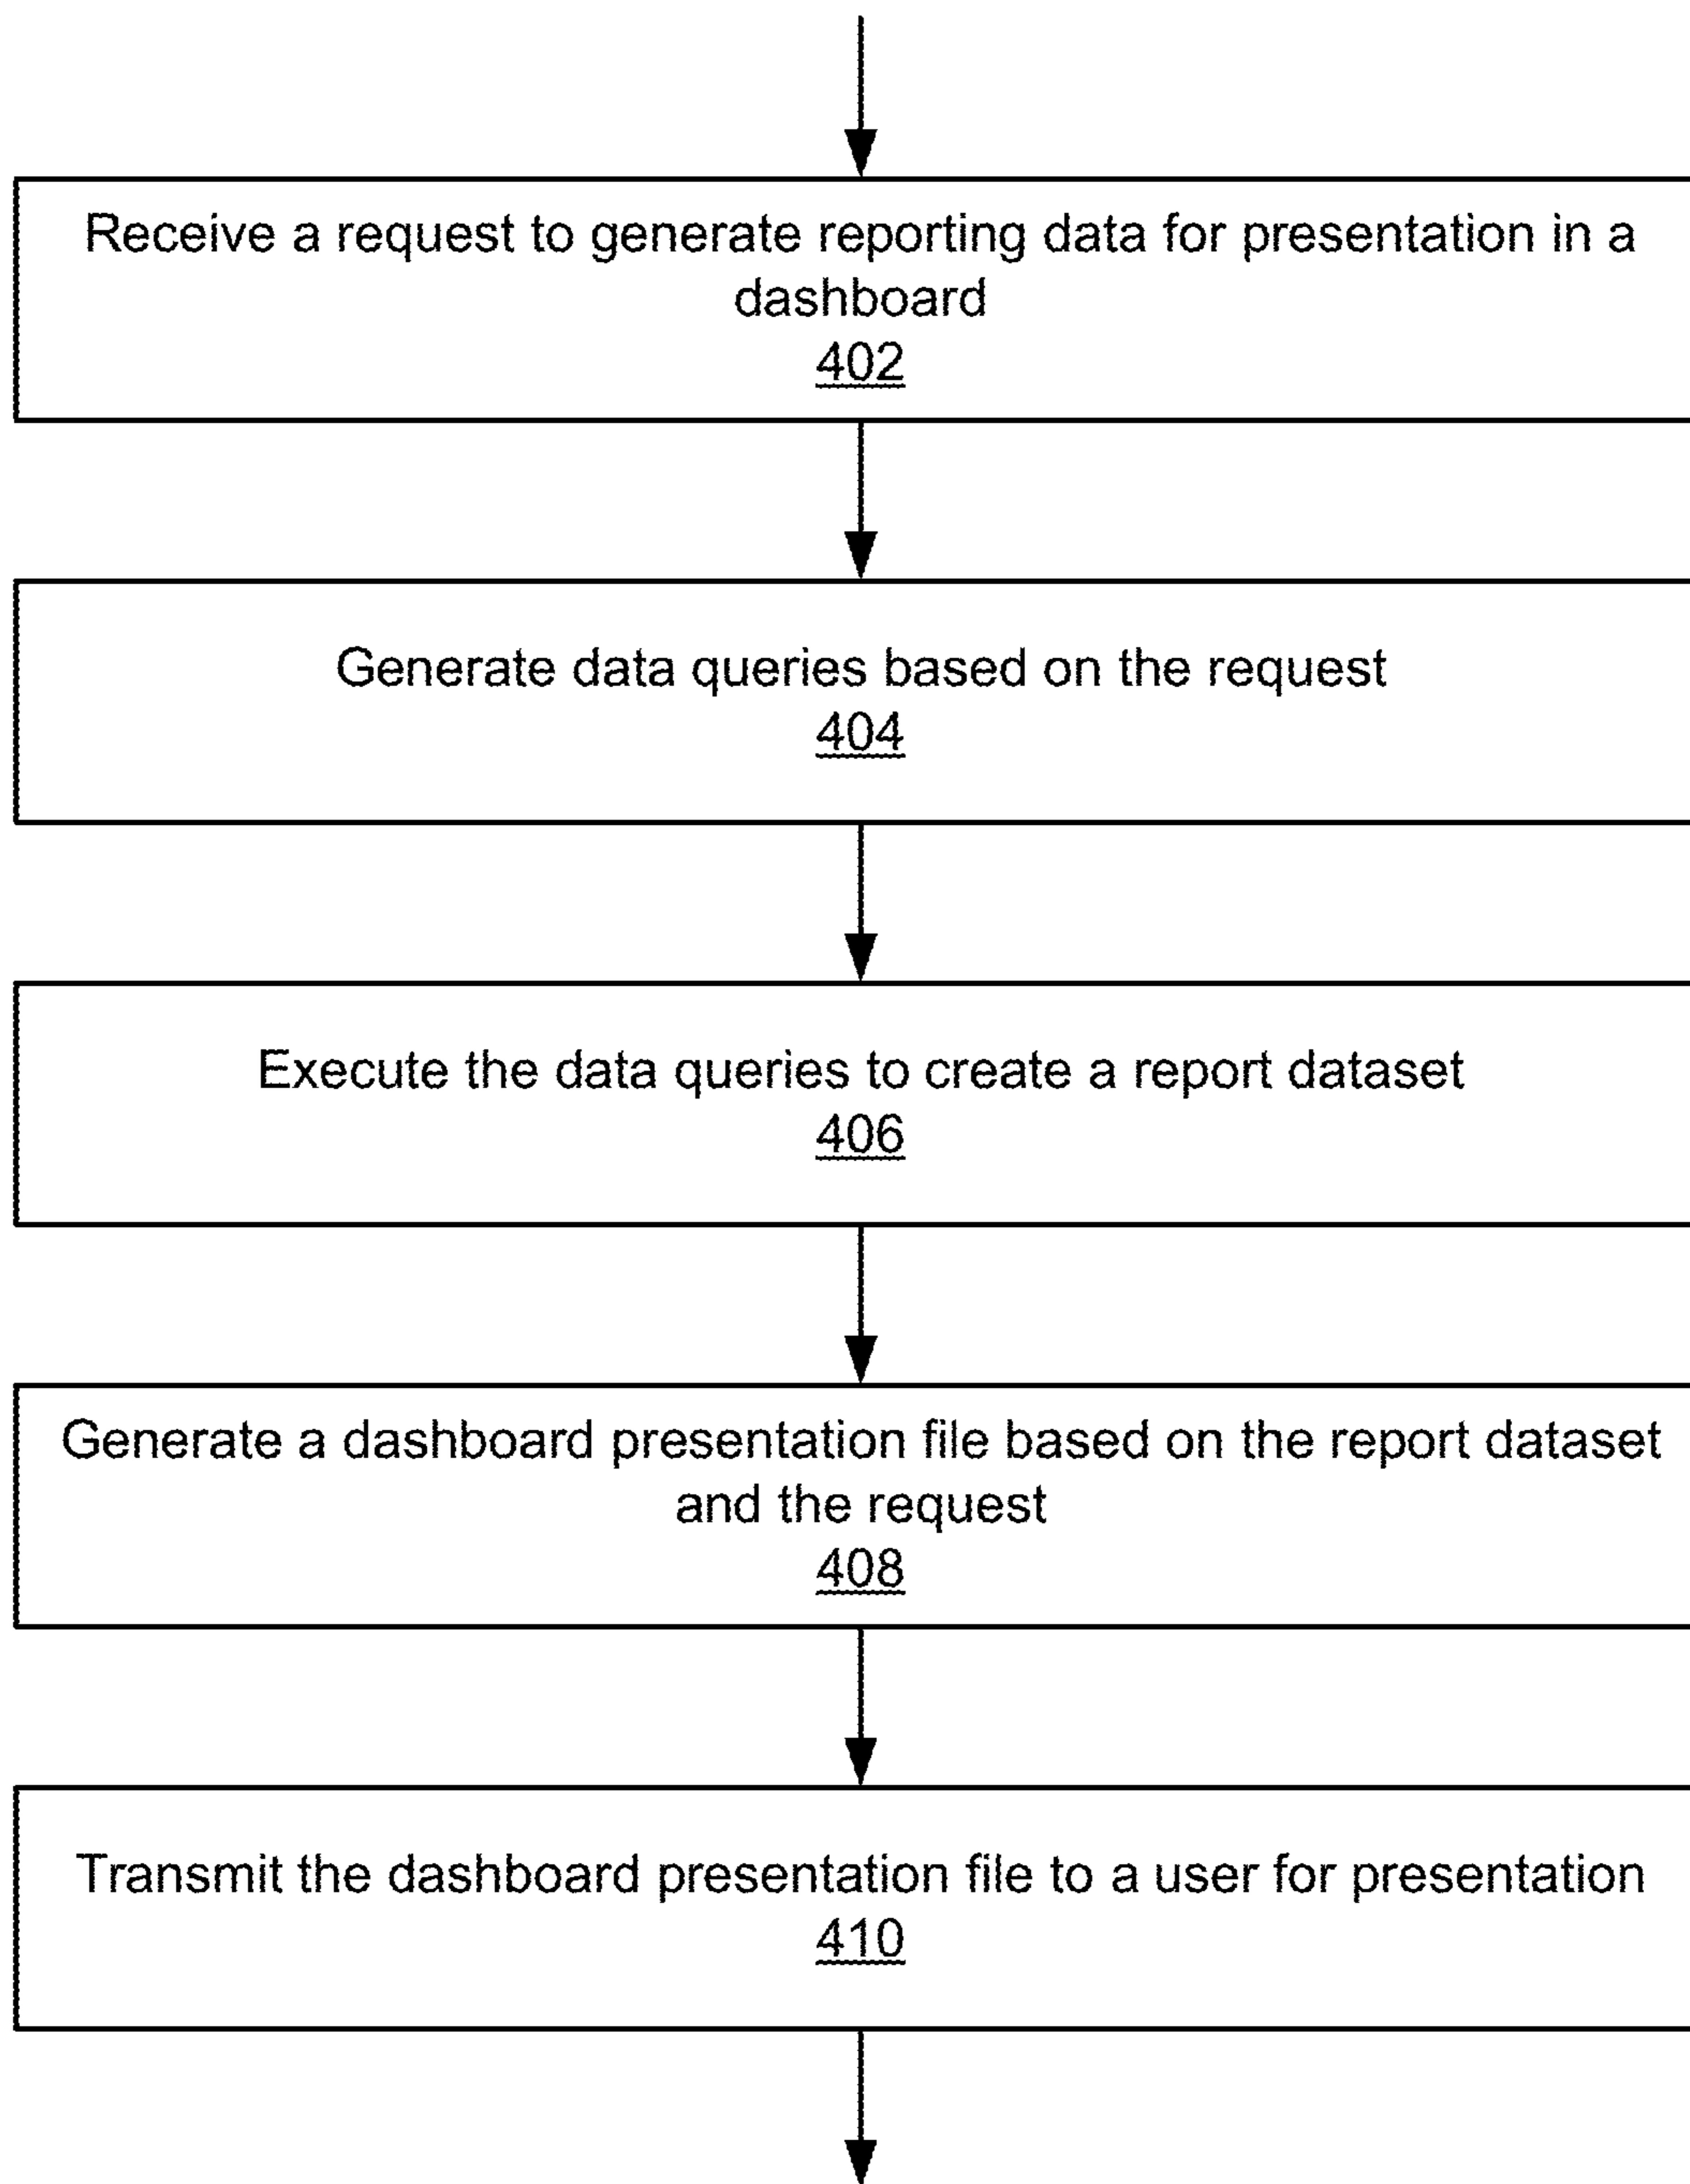 Receive a request to generate reporting data for presentation in a
dashboard
402
Generate data queries based on the request
404
Execute the data queries to create a report dataset
406
Generate a dashboard presentation file based on the report dataset
and the request
408
Transmit the dashboard presentation file to a user for presentation
410